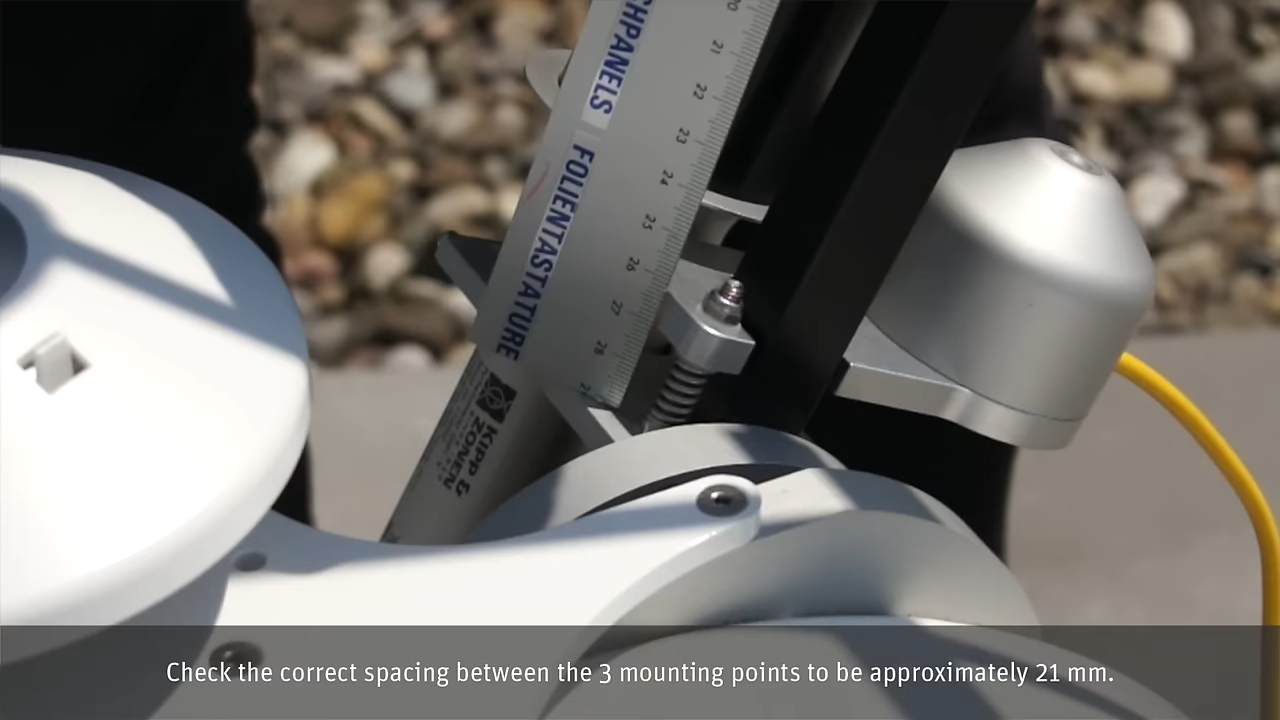 CHPANELS | FOLIENTASTATURE
21
22
23
24
25
26
27
28
KIPP &
ZONEN
Check the correct spacing between the 3 mounting points to be approximately 21 mm.